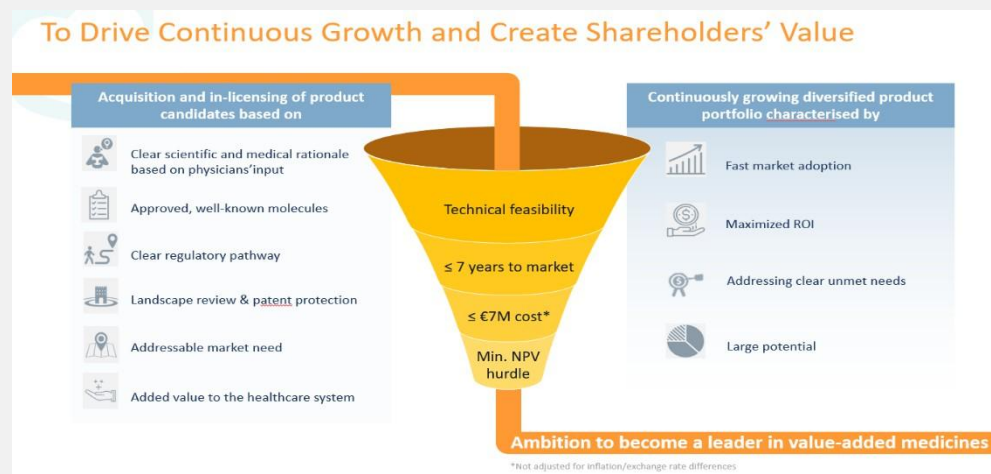 To Drive Continuous Growth and Create Shareholders' Value
Acquisition and in-licensing of product
candidates based on
Clear scientific and medical rationale
based on physicians'input
Approved, well-known molecules
Clear regulatory pathway
Landscape review & patent protection
Addressable market need
Added value to the healthcare system
Technical feasibility
≤ 7 years to market
≤ €7M cost*
Min. NPV
hurdle
Continuously growing diversified product
portfolio characterised by
Fast market adoption
Maximized ROI
Addressing clear unmet needs
Large potential
Ambition to become a leader in value-added medicines
*Not adjusted for inflation/exchange rate differences